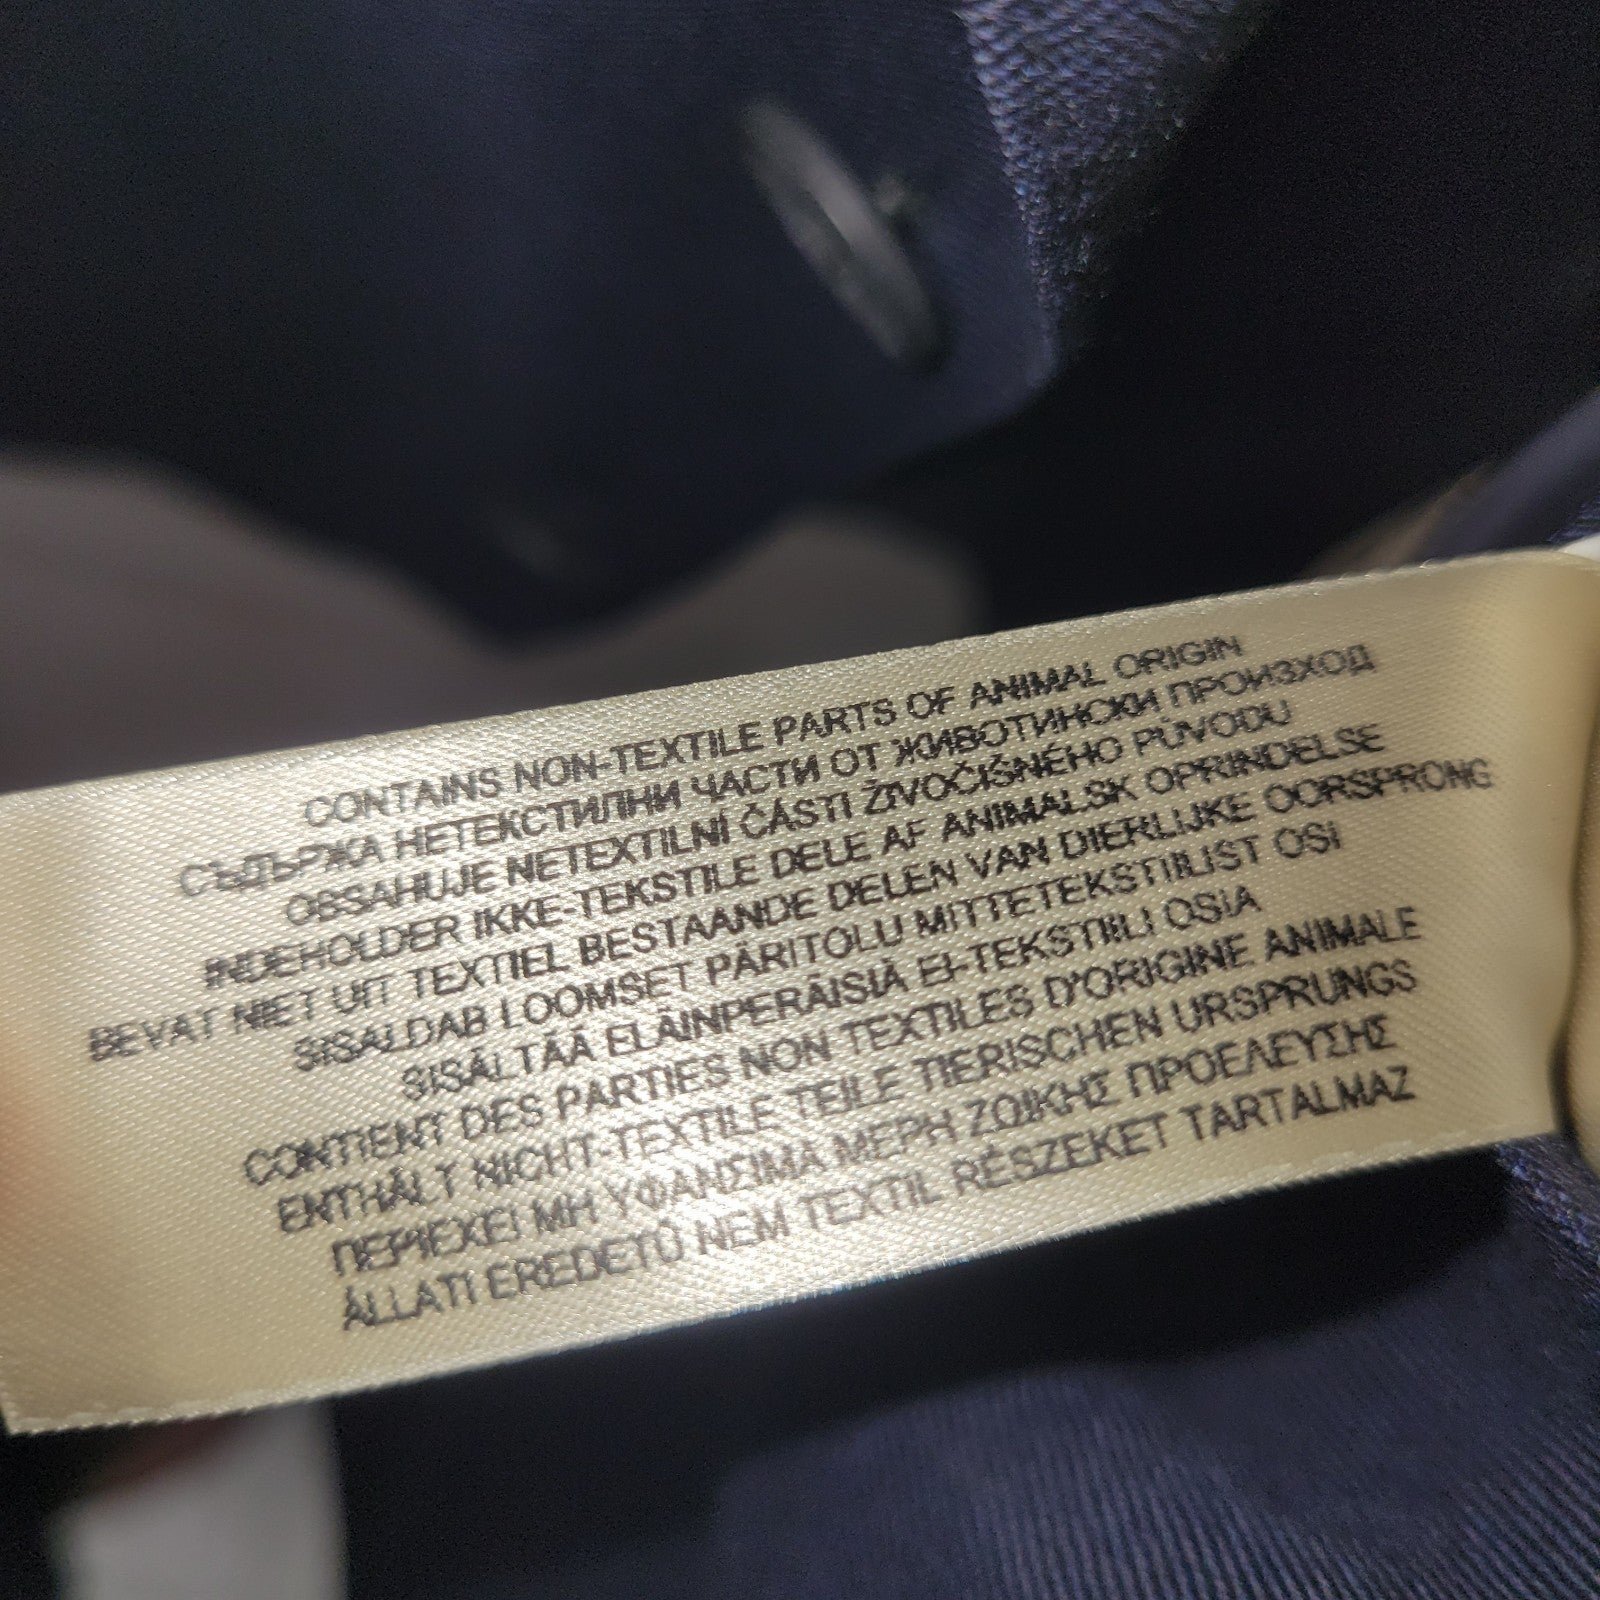 CONTAINS NON-TEXTILE PARTS OF ANIMAL ORIGIN
СЪДЪРЖА НЕТЕКСТИЛНИ ЧАСТИ ОТ ЖИВОТИНСКИ ПРОИЗХОД
OBSAHUJE NETEXTILNÍ ČÁSTI ŽIVOČIŠNÉHO PŮVODU
INDEHOLDER IKKE-TEKSTILE DELE AF ANIMALSK OPRINDELSE
BEVAT NIET UIT TEXTIEL BESTAANDE DELEN VAN DIERLIJKE OORSPRONG
SISALDAB LOOMSET PÄRITOLU MITTETEKSTIILIST OSI
SISÄLTÄÄ ELÄINPERÄISIÄ EI-TEKSTIILI OSIA
CONTIENT DES PARTIES NON TEXTILES D'ORIGINE ANIMALE
ENTHÄLT NICHT-TEXTILE TEILE TIERISCHEN URSPRUNGS
ΠΕΡΙΕΧΕΙ ΜΗ ΥΦΑΝΣΙΜΑ ΜΕΡΗ ΖΩΙΚΗΣ ΠΡΟΕΛΕΥΣΗΣ
ÁLLATI EREDETŰ NEM TEXTIL RÉSZEKET TARTALMAZ